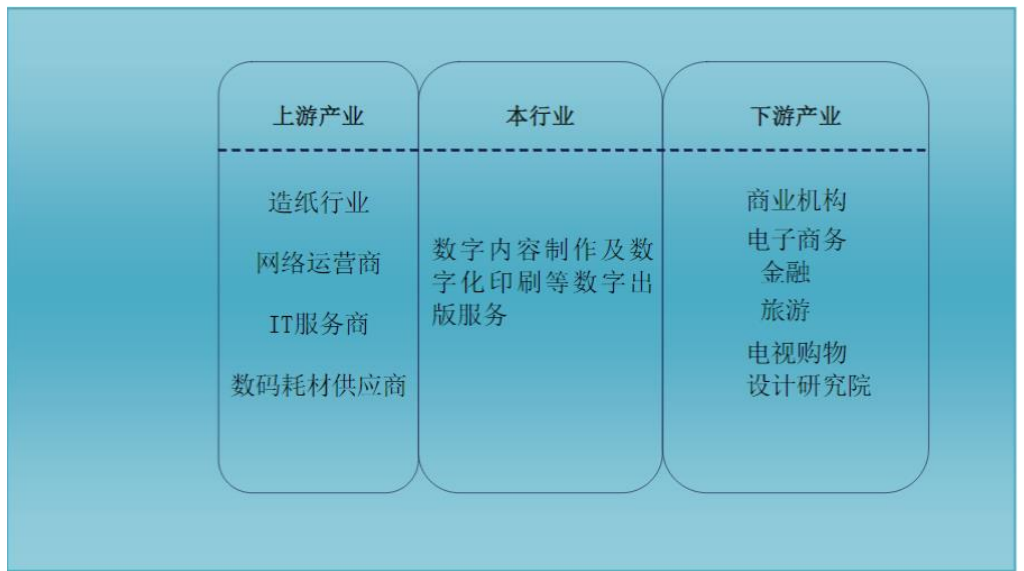 上游产业
造纸行业
网络运营商
IT服务商
数码耗材供应商
本行业
数字内容制作及数
字化印刷等数字出
版服务
下游产业
商业机构
电子商务
金融
旅游
电视购物
设计研究院